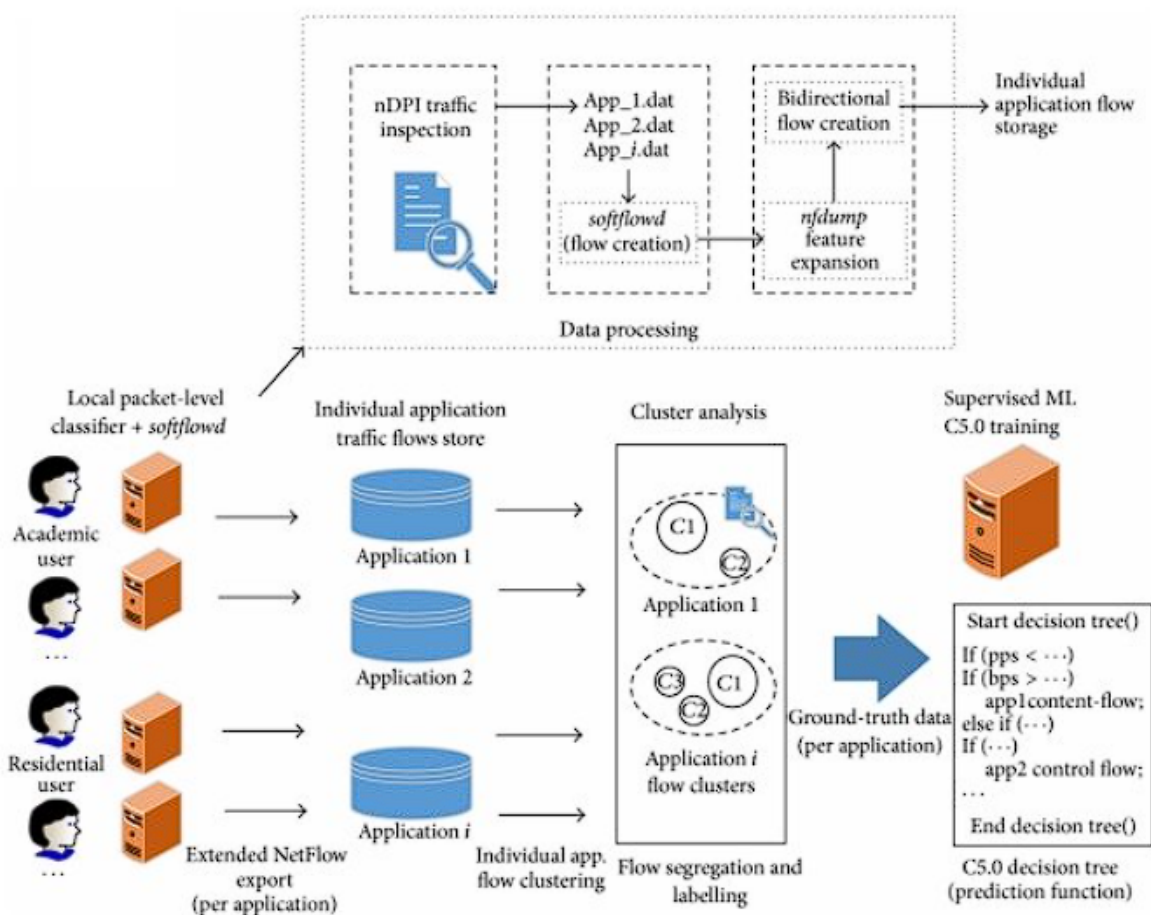 nDPI traffic
inspection
App_1.dat
App_2.dat
App_i.dat
softflowd
(flow creation)
Bidirectional
flow creation
nfdump
feature
expansion
Individual
application flow
storage
Data processing
Local packet-level
classifier + softflowd
Individual application
traffic flows store
Cluster analysis
Supervised ML
C5.0 training
Academic
user
...
Residential
user
...
Application 1
Application 2
Application i
Extended NetFlow
export
(per application)
Individual app.
flow clustering
C1
C2
Application 1
C3
C1
C2
Application i
flow clusters
Flow segregation and
labelling
Ground-truth data
(per application)
Start decision tree()
If (pps < ···)
If (bps > ···)
app1content-flow;
else if (···)
If (···)
app2 control flow;
...
End decision tree()
C5.0 decision tree
(prediction function)